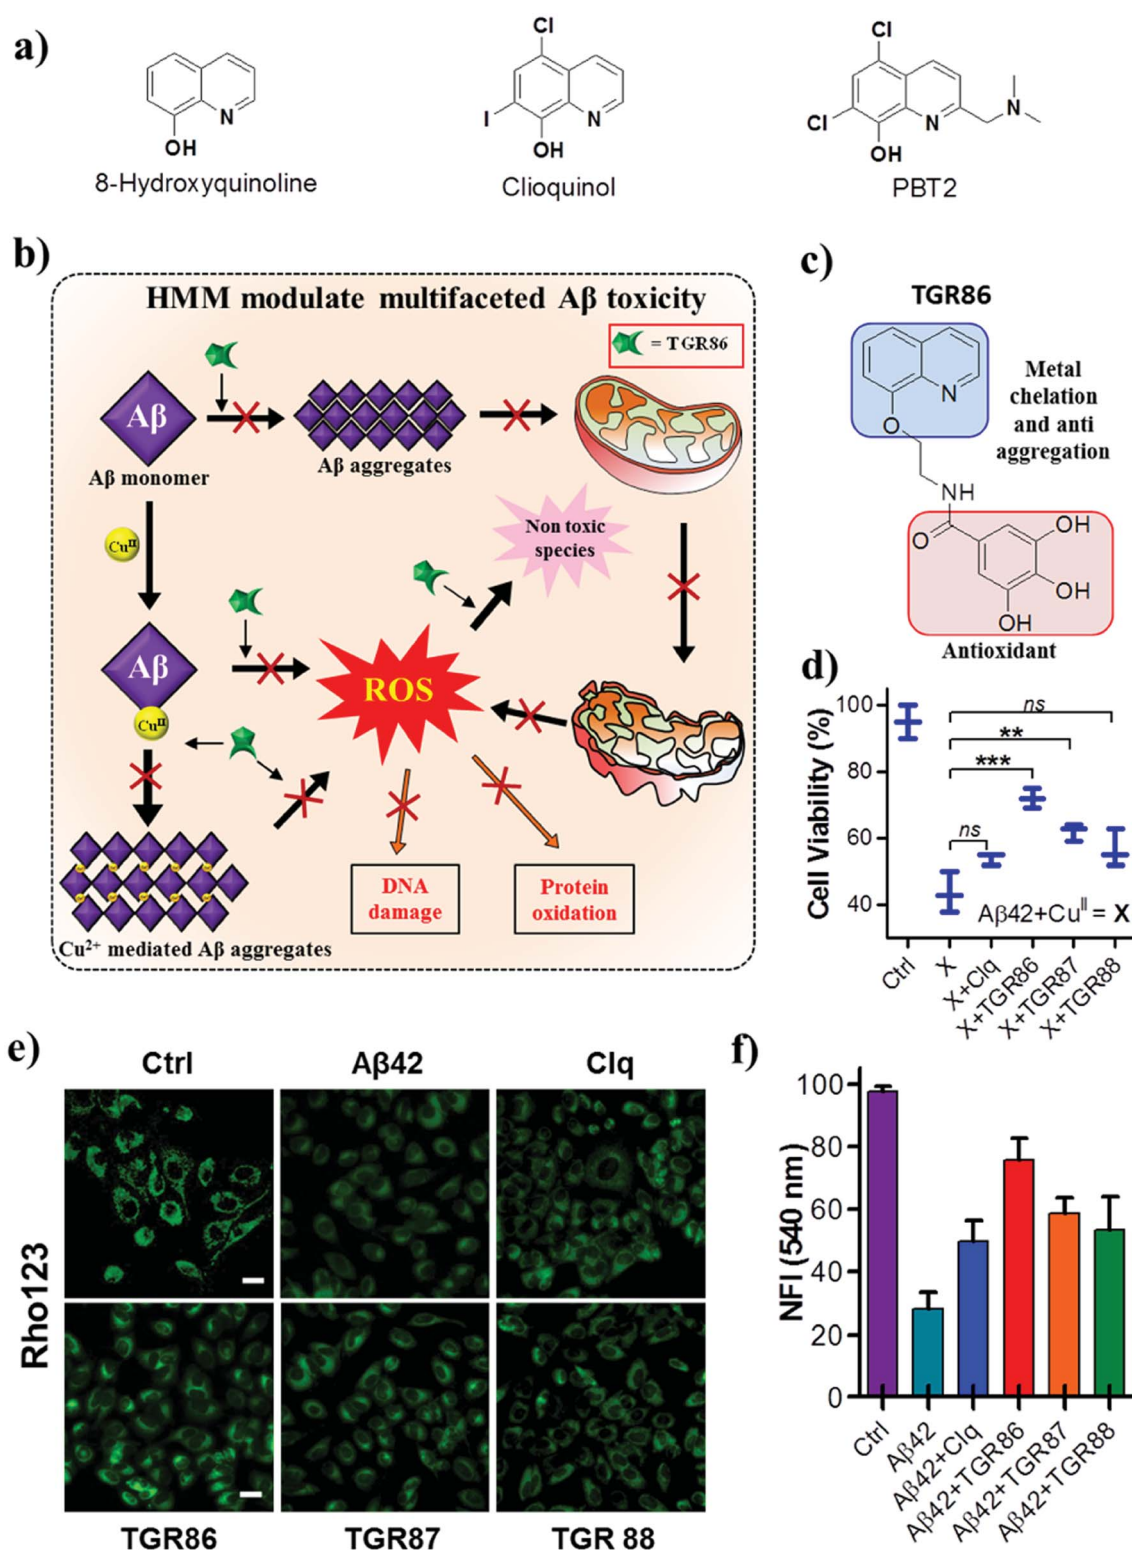 a)
Cl
N
OH
8-Hydroxyquinoline
Cl
I
N
OH
Clioquinol
Cl
Cl
N
N
OH
PBT2
b)
HMM modulate multifaceted Aβ toxicity
= TGR86
Aβ
Aβ monomer
Aβ aggregates
Cu^II
Non toxic
species
Aβ
Cu^II
ROS
DNA
damage
Protein
oxidation
Cu²⁺ mediated Aβ aggregates
c)
TGR86
N
O
Metal
chelation
and anti
aggregation
NH
O
OH
OH
OH
Antioxidant
d)
Cell Viability (%)
100
80
60
40
ns
**
***
ns
Aβ42+Cu^II = X
Ctrl
X
X+Clq
X+TGR86
X+TGR87
X+TGR88
e)
Ctrl
Aβ42
Clq
Rho123
TGR86
TGR87
TGR 88
f)
NFI (540 nm)
100
80
60
40
20
0
Ctrl
Aβ42
Aβ42+Clq
Aβ42+TGR86
Aβ42+TGR87
Aβ42+TGR88